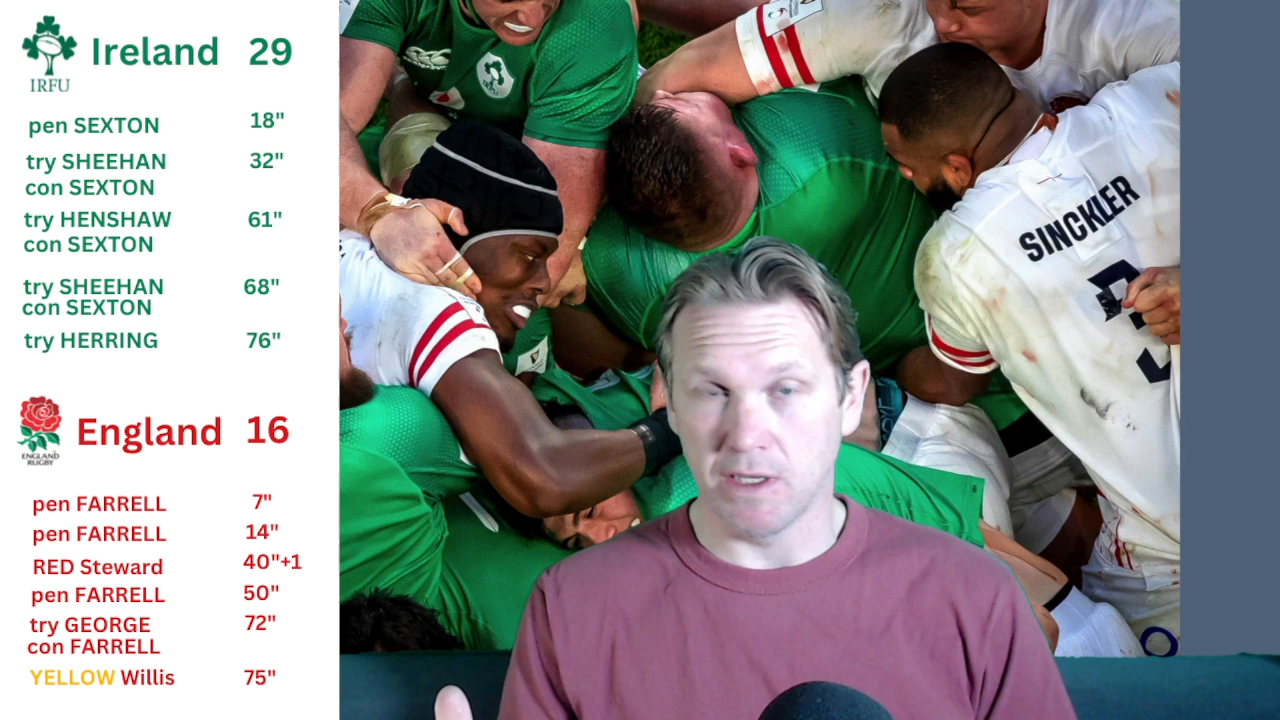 Ireland 29
IRFU
pen SEXTON 18"
try SHEEHAN 32"
con SEXTON
try HENSHAW 61"
con SEXTON
try SHEEHAN 68"
con SEXTON
try HERRING 76"
England 16
ENGLAND
RUGBY
pen FARRELL 7"
pen FARRELL 14"
RED Steward 40"+1
pen FARRELL 50"
try GEORGE 72"
con FARRELL
YELLOW Willis 75"
SINCKLER
3